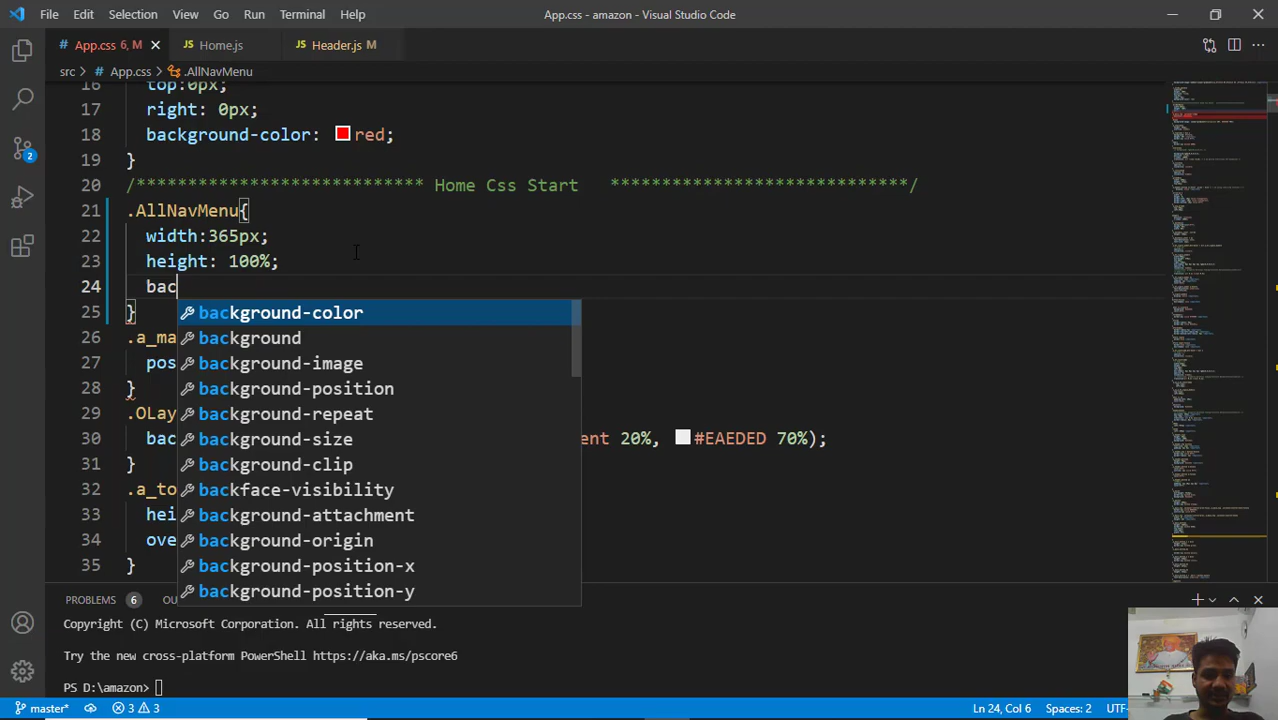 File Edit Selection View Go Run Terminal Help App.css - amazon - Visual Studio Code
App.css 6, M Home.js Header.js M
src > App.css > .AllNavMenu
16 top:0px;
17 right: 0px;
18 background-color: red;
19 }
20 /**************************** Home Css Start *****************************/
21 .AllNavMenu{
22 width:365px;
23 height: 100%;
24 bac
25 }
background-color
26 .a_ma
background
27 pos
background-image
28 }
background-position
29 .OLay
background-repeat
30 bac
background-size
ent 20%, #EAEDED 70%);
31 }
background-clip
32 .a_to
backface-visibility
33 hei
background-attachment
34 ove
background-origin
35 }
background-position-x
background-position-y
PROBLEMS 6 OU
Copyright (C) Microsoft Corporation. All rights reserved.
Try the new cross-platform PowerShell https://aka.ms/pscore6
PS D:\amazon>
2
master* 3 3 Ln 24, Col 6 Spaces: 2 UTF-